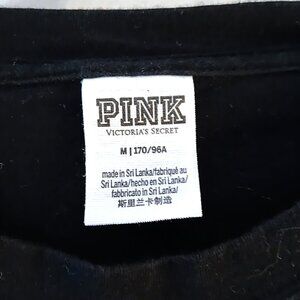 PINK
VICTORIA'S SECRET
M | 170/96A
made in Sri Lanka/fabriqué au
Sri Lanka/hecho en Sri Lanka/
fabbricato in Sri Lanka/
斯里兰卡制造